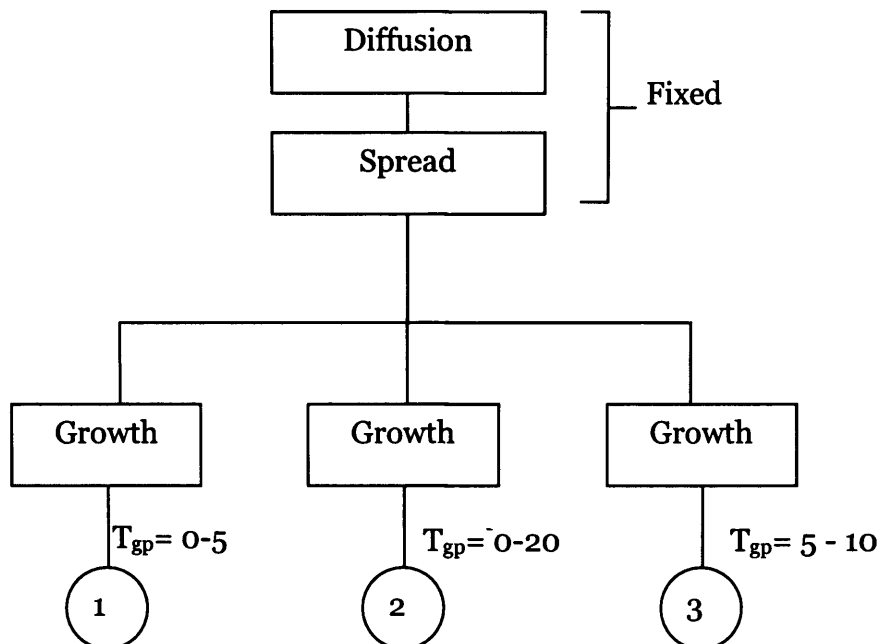 Diffusion
Fixed
Spread
Growth Growth Growth
Tgp= 0-5 Tgp= 0-20 Tgp= 5 - 10
1 2 3